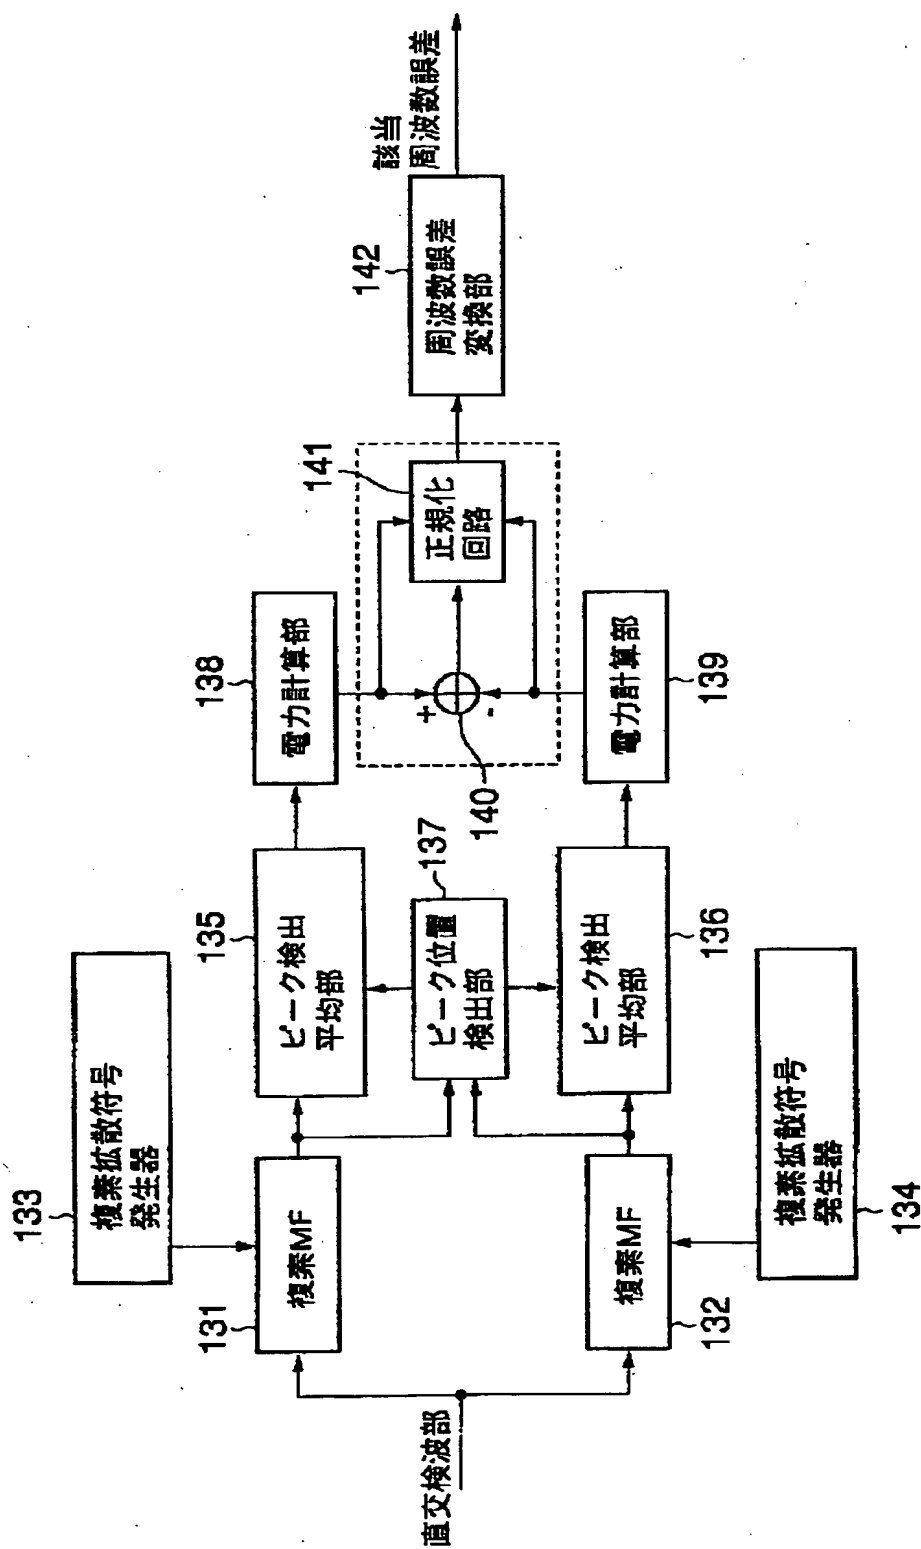 直交検波部
131
複素MF
133
複素拡散符号
発生器
132
複素MF
134
複素拡散符号
発生器
135
ピーク検出
平均部
137
ピーク位置
検出部
136
ピーク検出
平均部
138
電力計算部
139
電力計算部
+
-
140
141
正規化
回路
142
周波数誤差
変換部
該当
周波数誤差